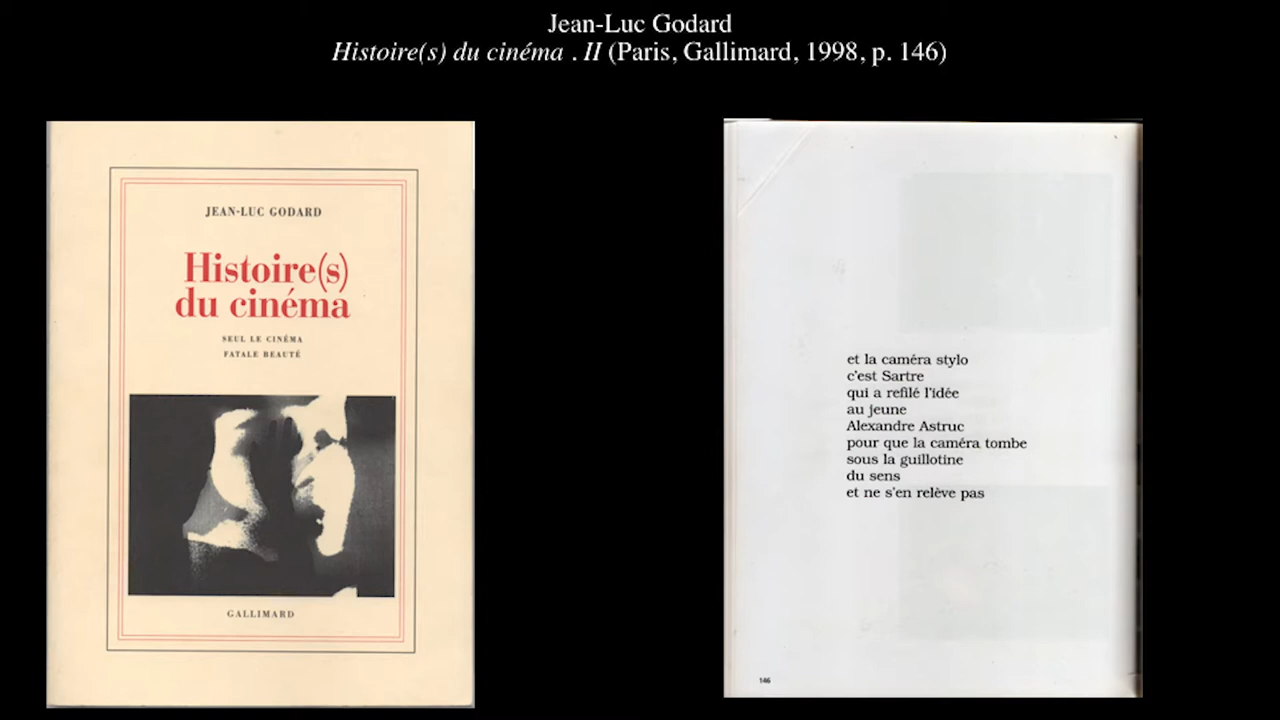 Jean-Luc Godard
Histoire(s) du cinéma . II (Paris, Gallimard, 1998, p. 146)
JEAN-LUC GODARD
Histoire(s)
du cinéma
SEUL LE CINÉMA
FATALE BEAUTÉ
GALLIMARD
et la caméra stylo
c'est Sartre
qui a refilé l'idée
au jeune
Alexandre Astruc
pour que la caméra tombe
sous la guillotine
du sens
et ne s'en relève pas
146